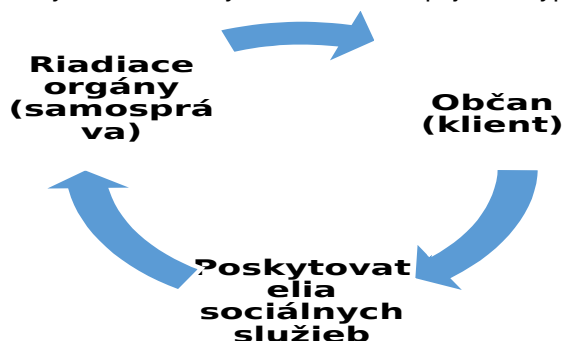 Riadiace
orgány
(samosprá
va)
Občan
(klient)
Poskytovat
elia
sociálnych
služieb